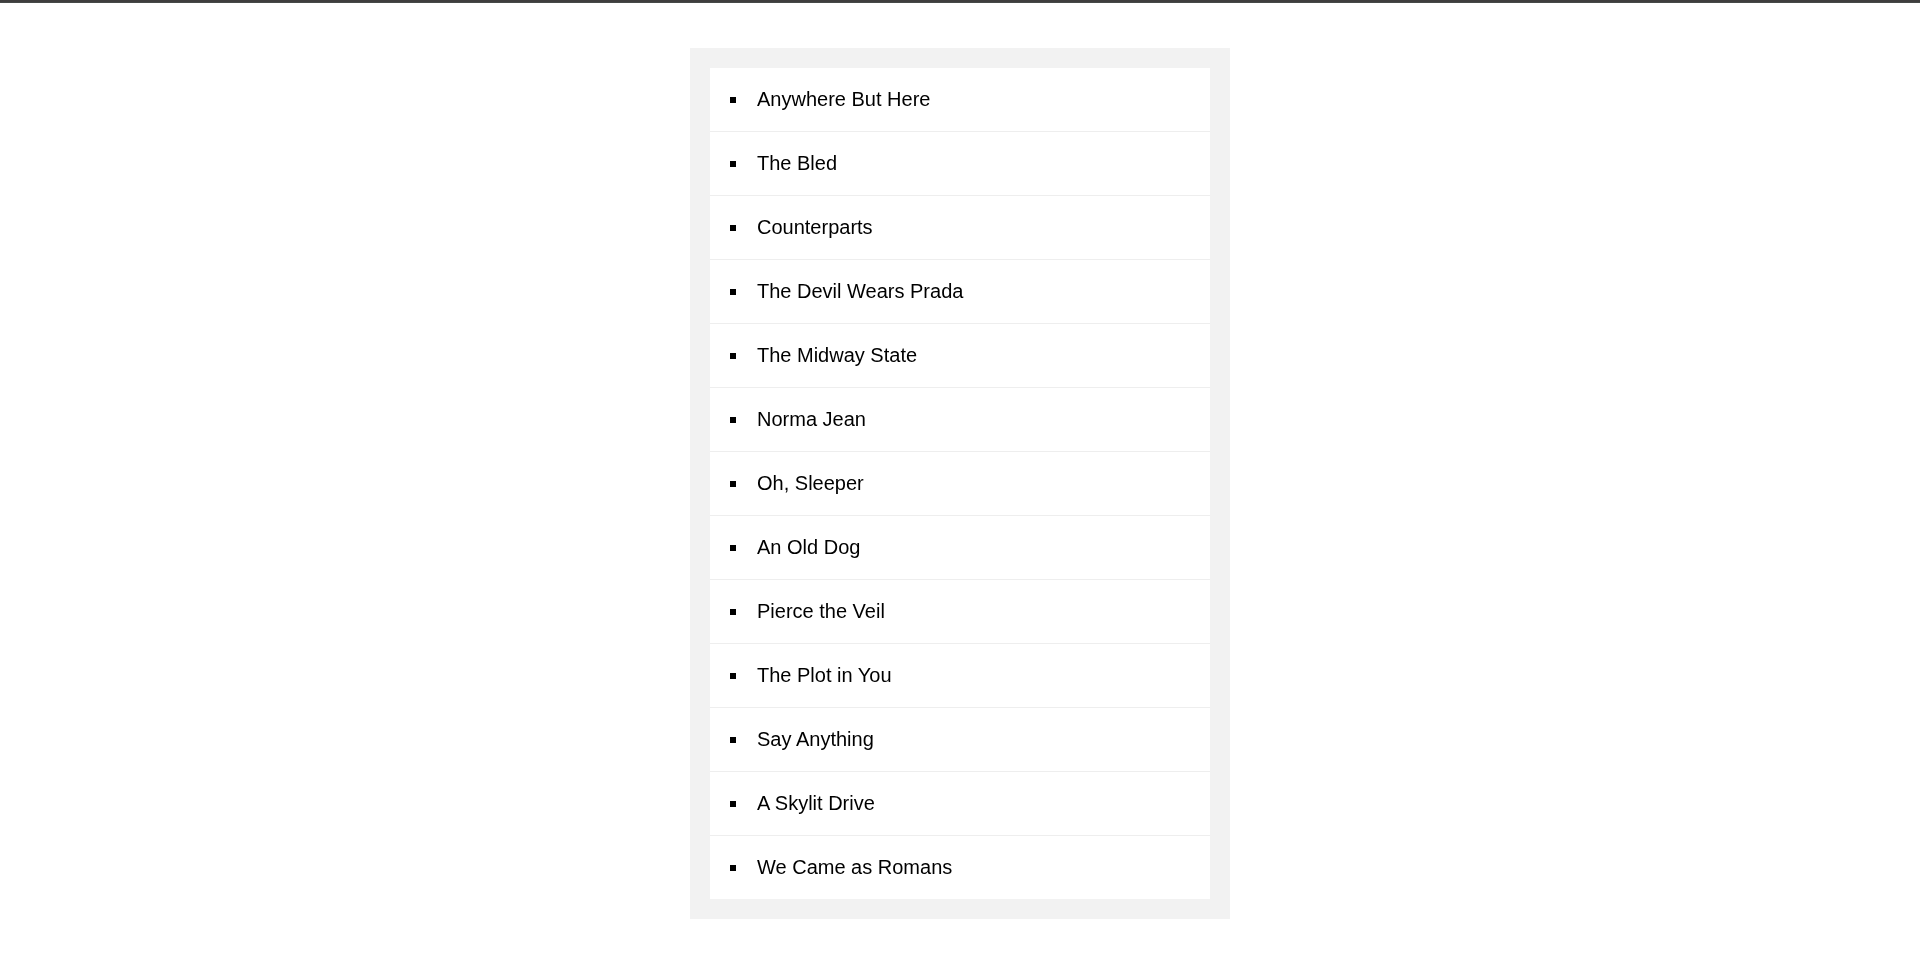 Anywhere But Here
The Bled
Counterparts
The Devil Wears Prada
The Midway State
Norma Jean
Oh, Sleeper
An Old Dog
Pierce the Veil
The Plot in You
Say Anything
A Skylit Drive
We Came as Romans